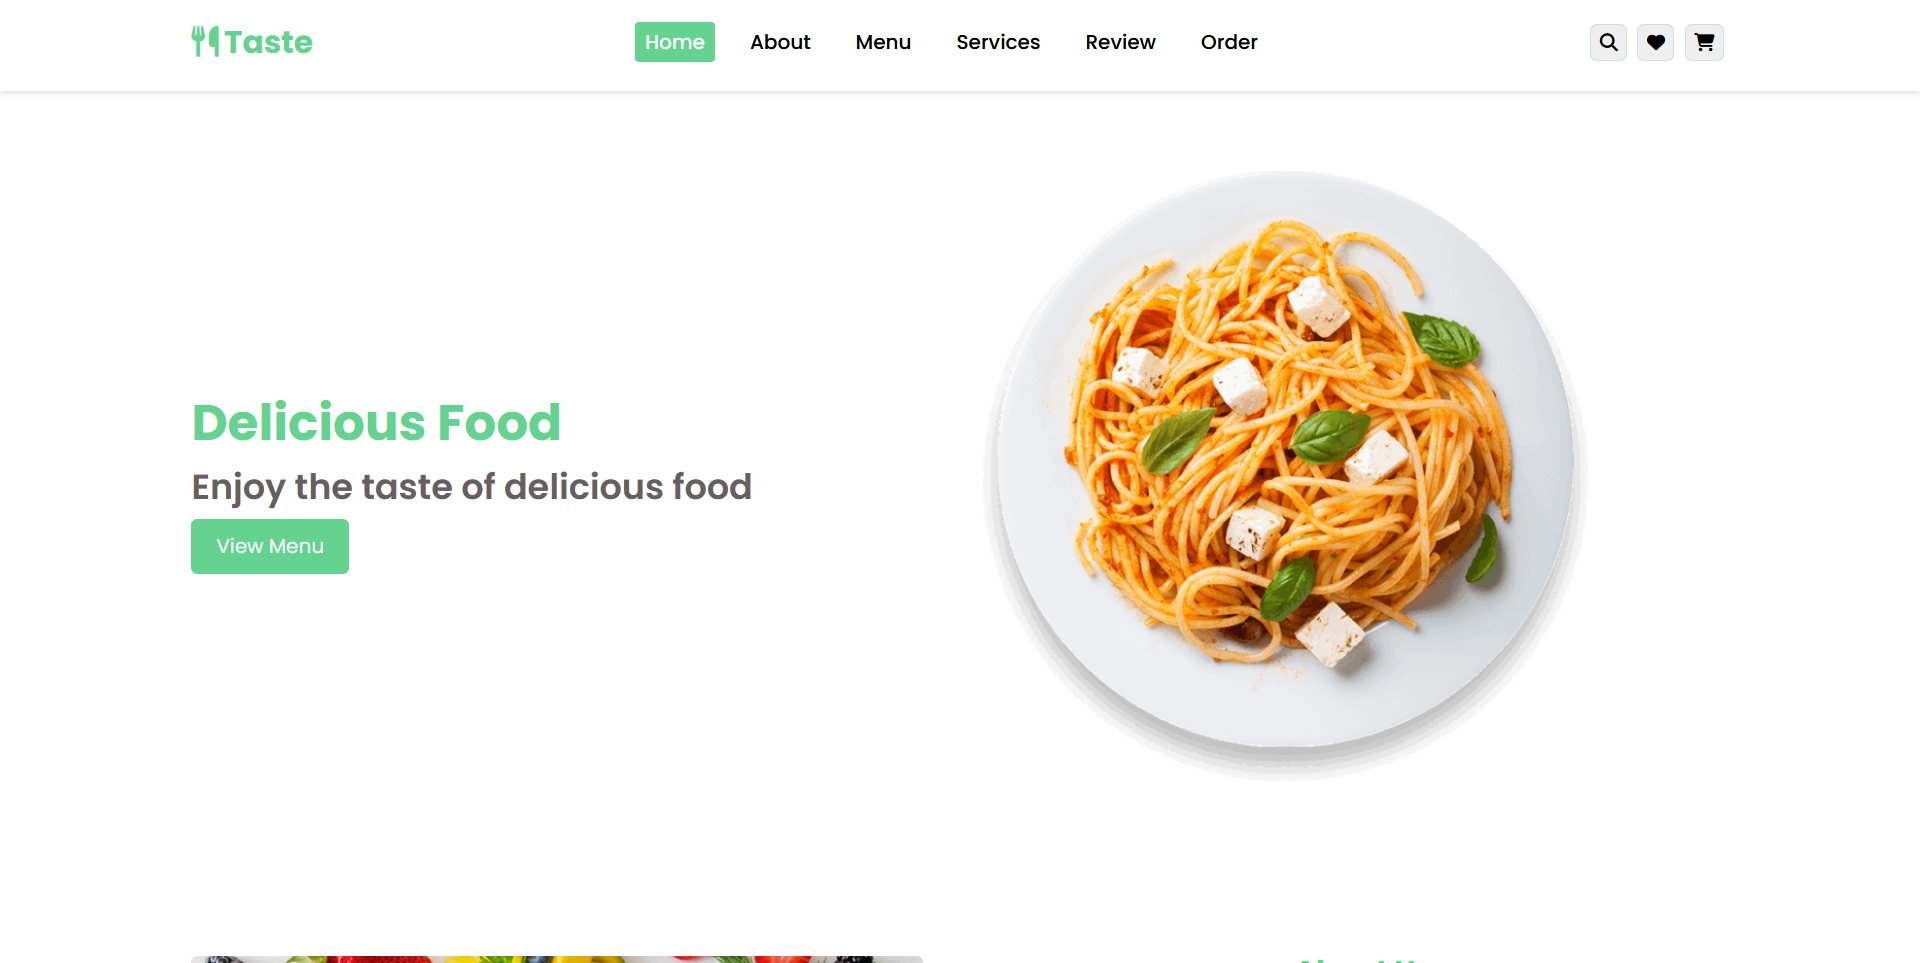 Taste
Home
About
Menu
Services
Review
Order
Delicious Food
Enjoy the taste of delicious food
View Menu